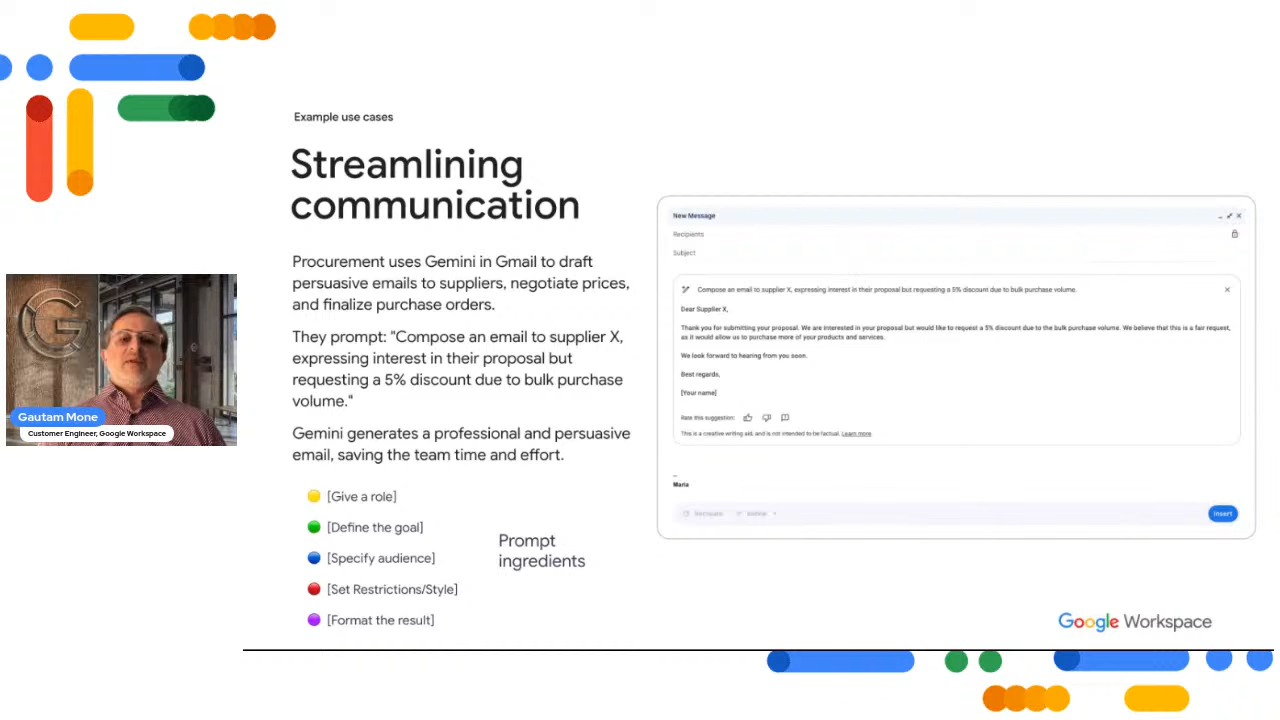 Example use cases
Streamlining
communication
Procurement uses Gemini in Gmail to draft
persuasive emails to suppliers, negotiate prices,
and finalize purchase orders.
They prompt: "Compose an email to supplier X,
expressing interest in their proposal but
requesting a 5% discount due to bulk purchase
volume."
Gemini generates a professional and persuasive
email, saving the team time and effort.
[Give a role]
[Define the goal]
[Specify audience]
[Set Restrictions/Style]
[Format the result]
Prompt
ingredients
New Message
Recipients
Subject
Compose an email to supplier X, expressing interest in their proposal but requesting a 5% discount due to bulk purchase volume.
Dear Supplier X,
Thank you for submitting your proposal. We are interested in your proposal but would like to request a 5% discount due to the bulk purchase volume. We believe that this is a fair request,
as it would allow us to purchase more of your products and services.
We look forward to hearing from you soon.
Best regards,
[Your name]
Rate this suggestion:
This is a creative writing aid, and is not intended to be factual. Learn more
--
Maria
Insert
Gautam Mone
Customer Engineer, Google Workspace
G
Google Workspace